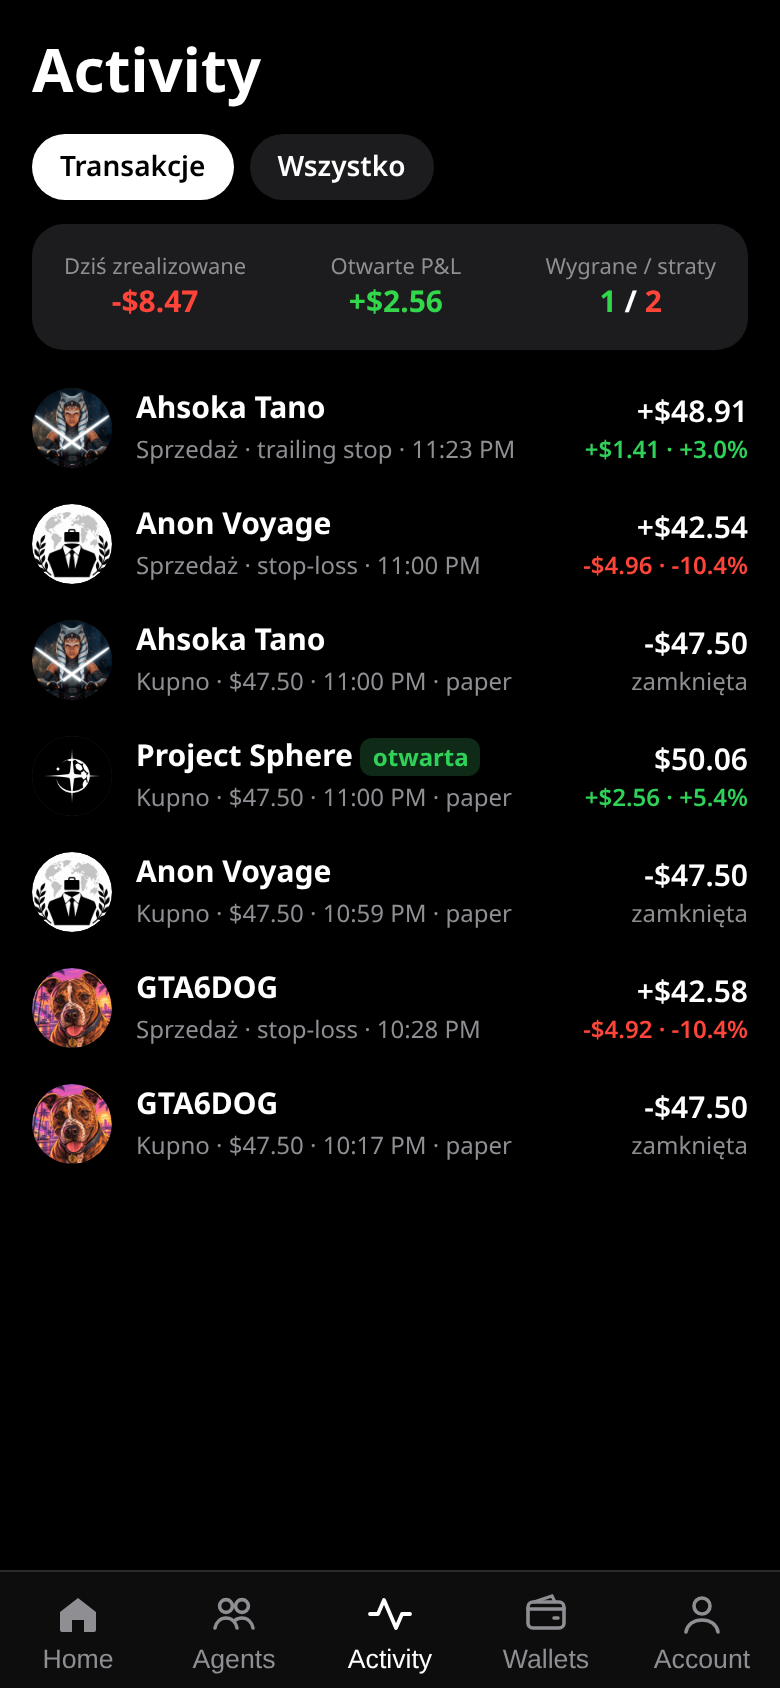 Activity
Transakcje Wszystko
Dziś zrealizowane Otwarte P&L Wygrane / straty
-$8.47 +$2.56 1 / 2
Ahsoka Tano +$48.91
Sprzedaż · trailing stop · 11:23 PM +$1.41 · +3.0%
Anon Voyage +$42.54
Sprzedaż · stop-loss · 11:00 PM -$4.96 · -10.4%
Ahsoka Tano -$47.50
Kupno · $47.50 · 11:00 PM · paper zamknięta
Project Sphere otwarta $50.06
Kupno · $47.50 · 11:00 PM · paper +$2.56 · +5.4%
Anon Voyage -$47.50
Kupno · $47.50 · 10:59 PM · paper zamknięta
GTA6DOG +$42.58
Sprzedaż · stop-loss · 10:28 PM -$4.92 · -10.4%
GTA6DOG -$47.50
Kupno · $47.50 · 10:17 PM · paper zamknięta
Home Agents Activity Wallets Account